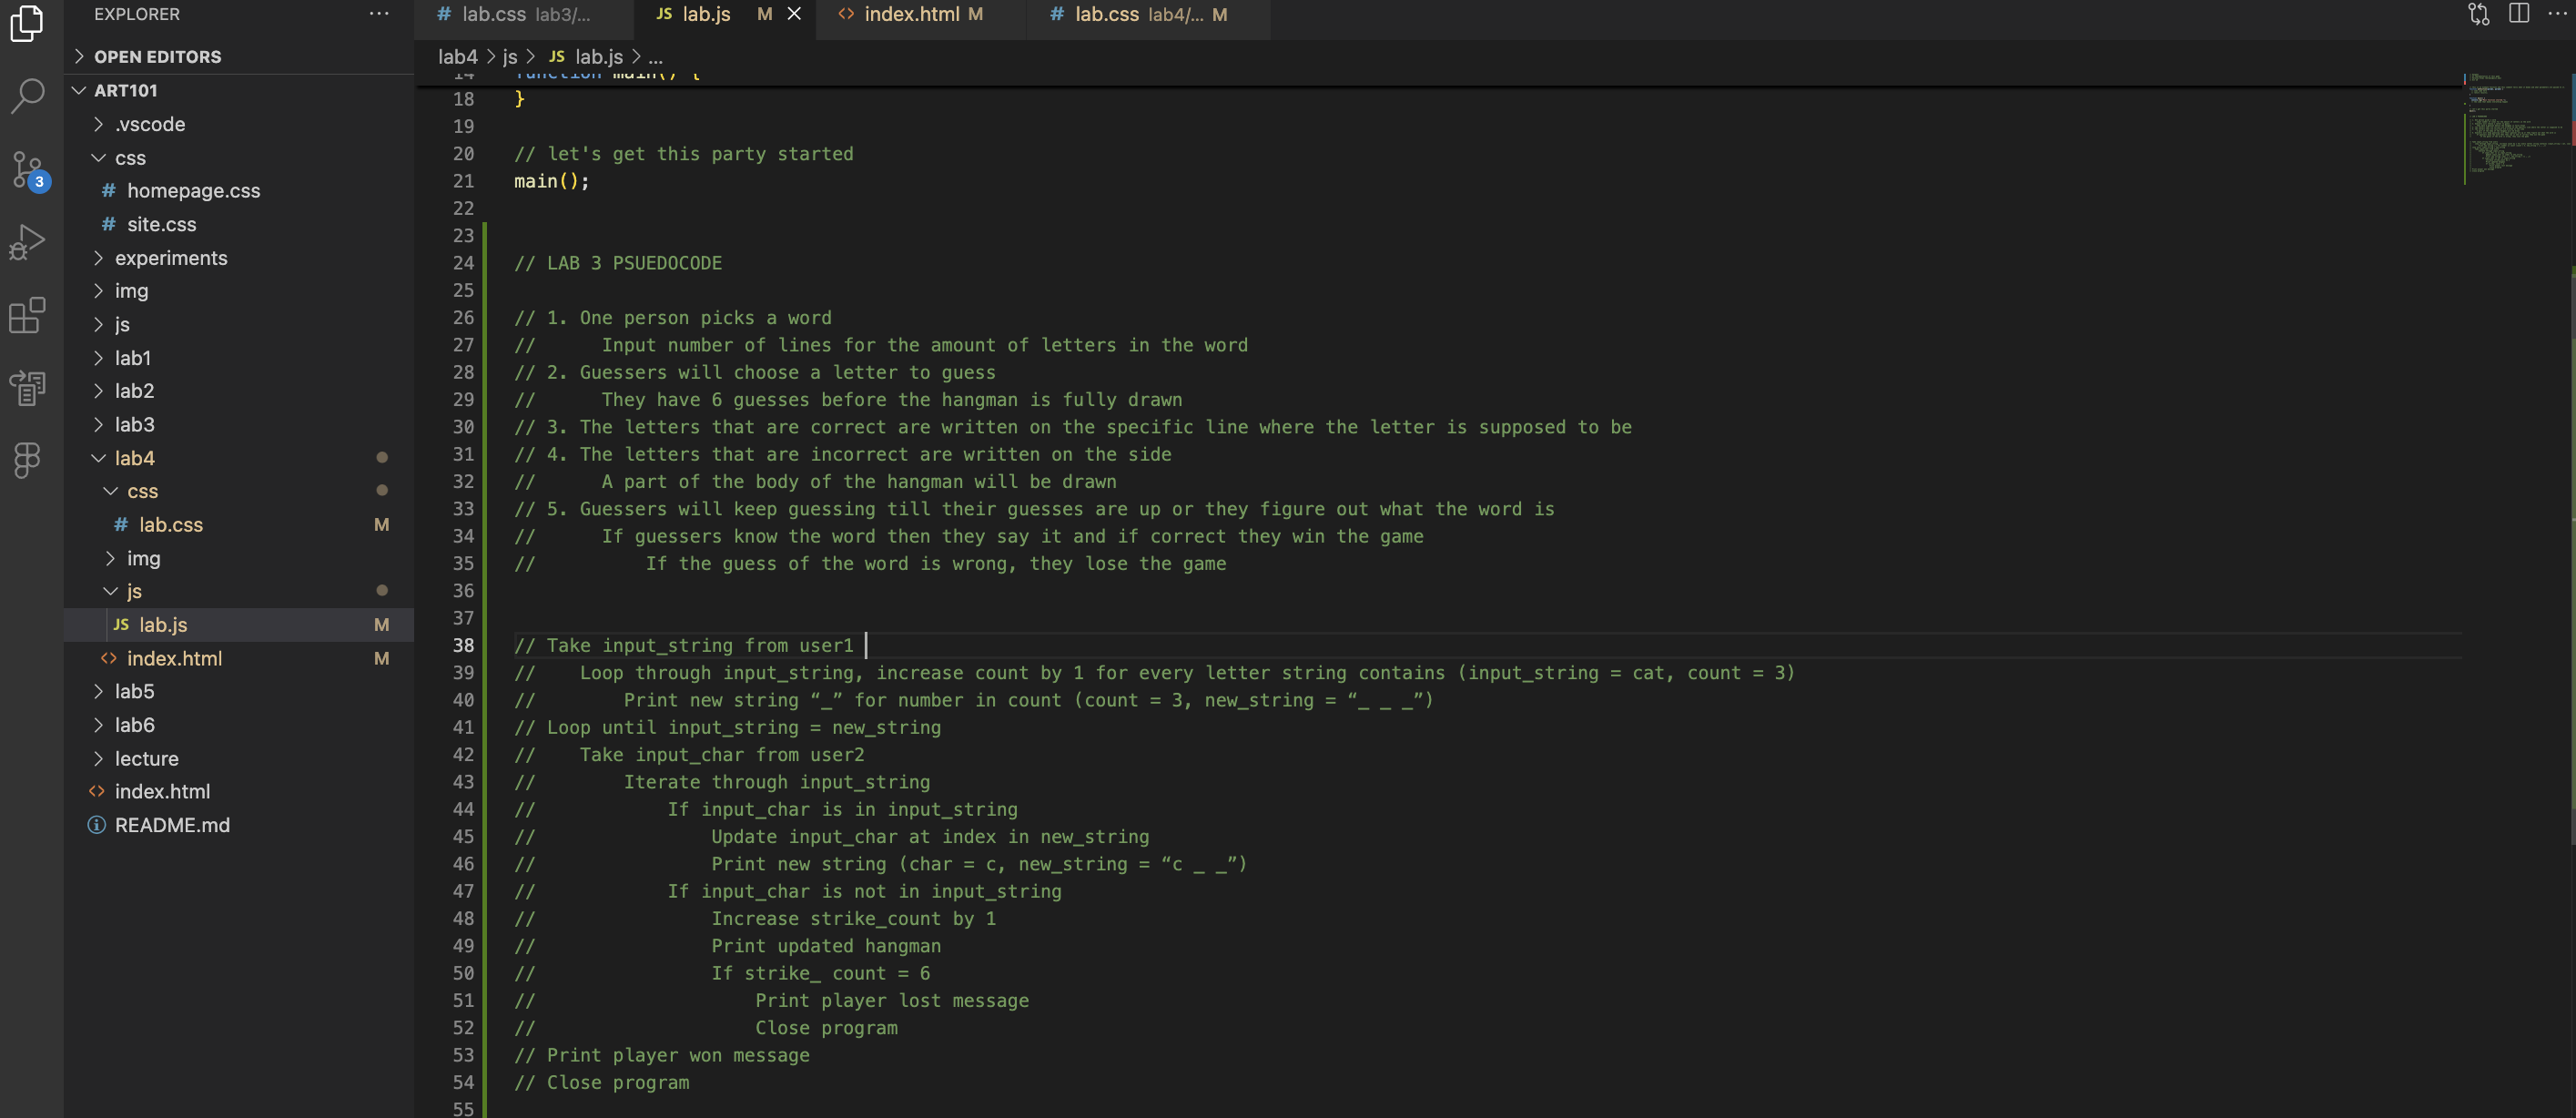 EXPLORER ...
OPEN EDITORS
ART101
.vscode
css
# homepage.css
# site.css
experiments
img
js
lab1
lab2
lab3
lab4
css
# lab.css M
img
js
JS lab.js M
<> index.html M
lab5
lab6
lecture
<> index.html
README.md
3
# lab.css lab3/...
JS lab.js M
<> index.html M
# lab.css lab4/... M
lab4 > js > JS lab.js > ...
14 function main() {
18 }
19
20 // let's get this party started
21 main();
22
23
24 // LAB 3 PSUEDOCODE
25
26 // 1. One person picks a word
27 //      Input number of lines for the amount of letters in the word
28 // 2. Guessers will choose a letter to guess
29 //      They have 6 guesses before the hangman is fully drawn
30 // 3. The letters that are correct are written on the specific line where the letter is supposed to be
31 // 4. The letters that are incorrect are written on the side
32 //      A part of the body of the hangman will be drawn
33 // 5. Guessers will keep guessing till their guesses are up or they figure out what the word is
34 //      If guessers know the word then they say it and if correct they win the game
35 //          If the guess of the word is wrong, they lose the game
36
37
38 // Take input_string from user1
39 //    Loop through input_string, increase count by 1 for every letter string contains (input_string = cat, count = 3)
40 //        Print new string “_” for number in count (count = 3, new_string = “_ _ _”)
41 // Loop until input_string = new_string
42 //    Take input_char from user2
43 //        Iterate through input_string
44 //            If input_char is in input_string
45 //                Update input_char at index in new_string
46 //                Print new string (char = c, new_string = “c _ _”)
47 //            If input_char is not in input_string
48 //                Increase strike_count by 1
49 //                Print updated hangman
50 //                If strike_ count = 6
51 //                    Print player lost message
52 //                    Close program
53 // Print player won message
54 // Close program
55